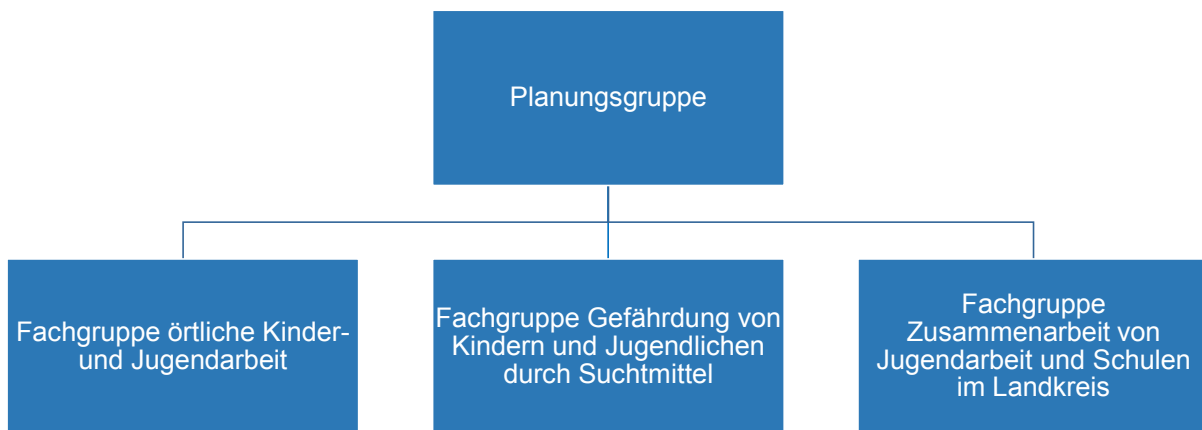 Planungsgruppe
Fachgruppe örtliche Kinder-
und Jugendarbeit
Fachgruppe Gefährdung von
Kindern und Jugendlichen
durch Suchtmittel
Fachgruppe
Zusammenarbeit von
Jugendarbeit und Schulen
im Landkreis